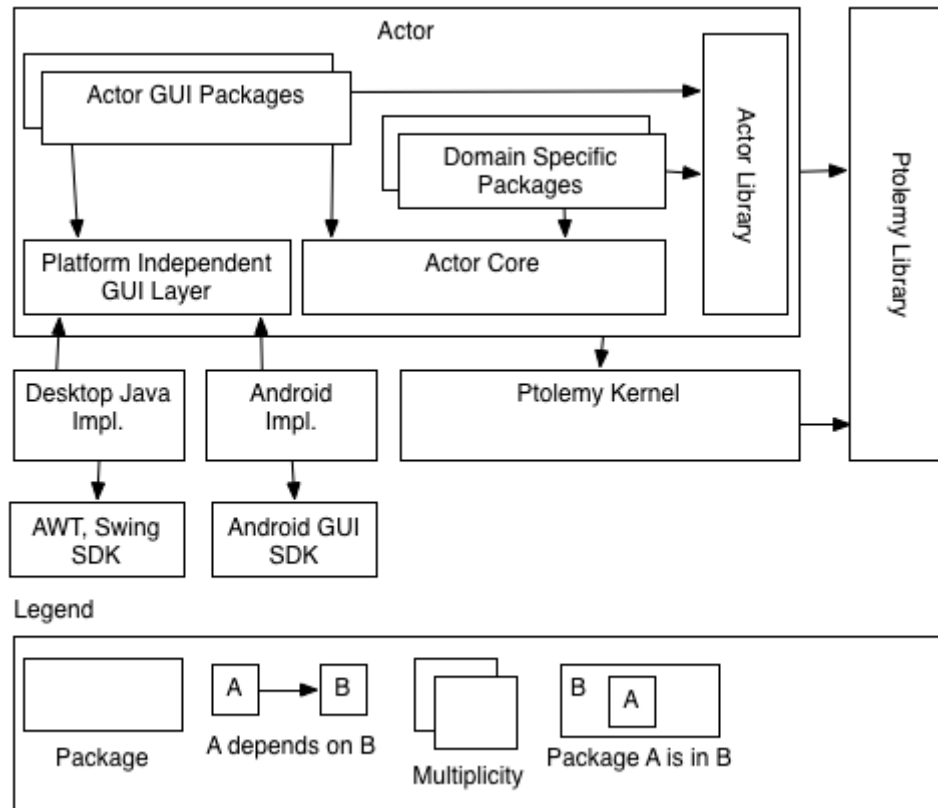 Actor
Actor GUI Packages
Domain Specific
Packages
Actor Library
Ptolemy Library
Platform Independent
GUI Layer
Actor Core
Desktop Java
Impl.
Android
Impl.
Ptolemy Kernel
AWT, Swing
SDK
Android GUI
SDK
Legend
Package
A
B
A depends on B
Multiplicity
B
A
Package A is in B